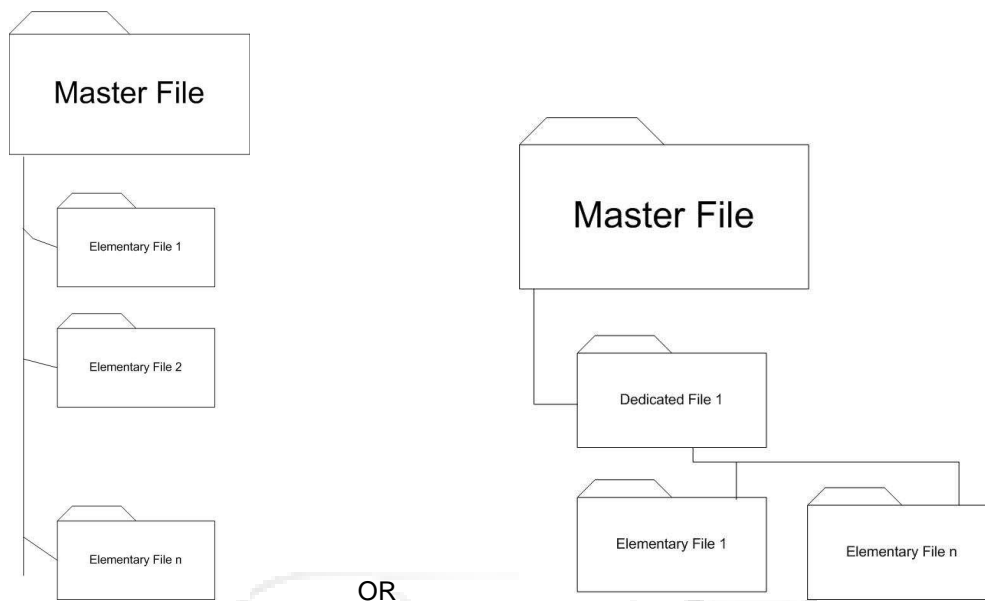 Master File
Elementary File 1
Elementary File 2
Elementary File n
OR
Master File
Dedicated File 1
Elementary File 1
Elementary File n